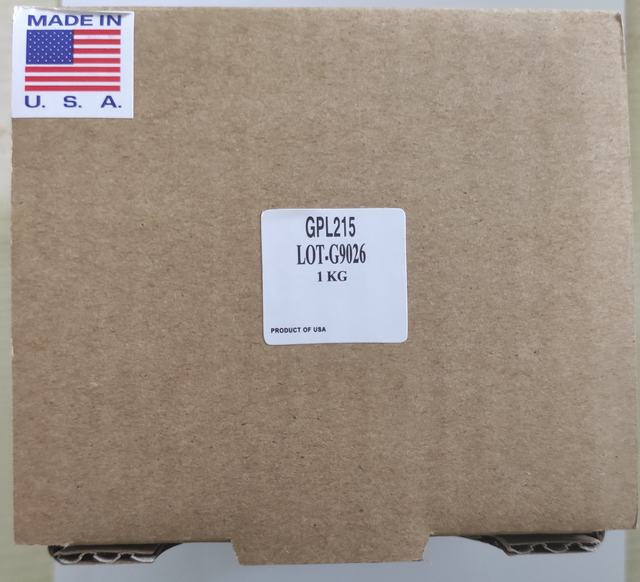 MADE IN
U. S. A.
GPL215
LOT-G9026
1 KG
PRODUCT OF USA